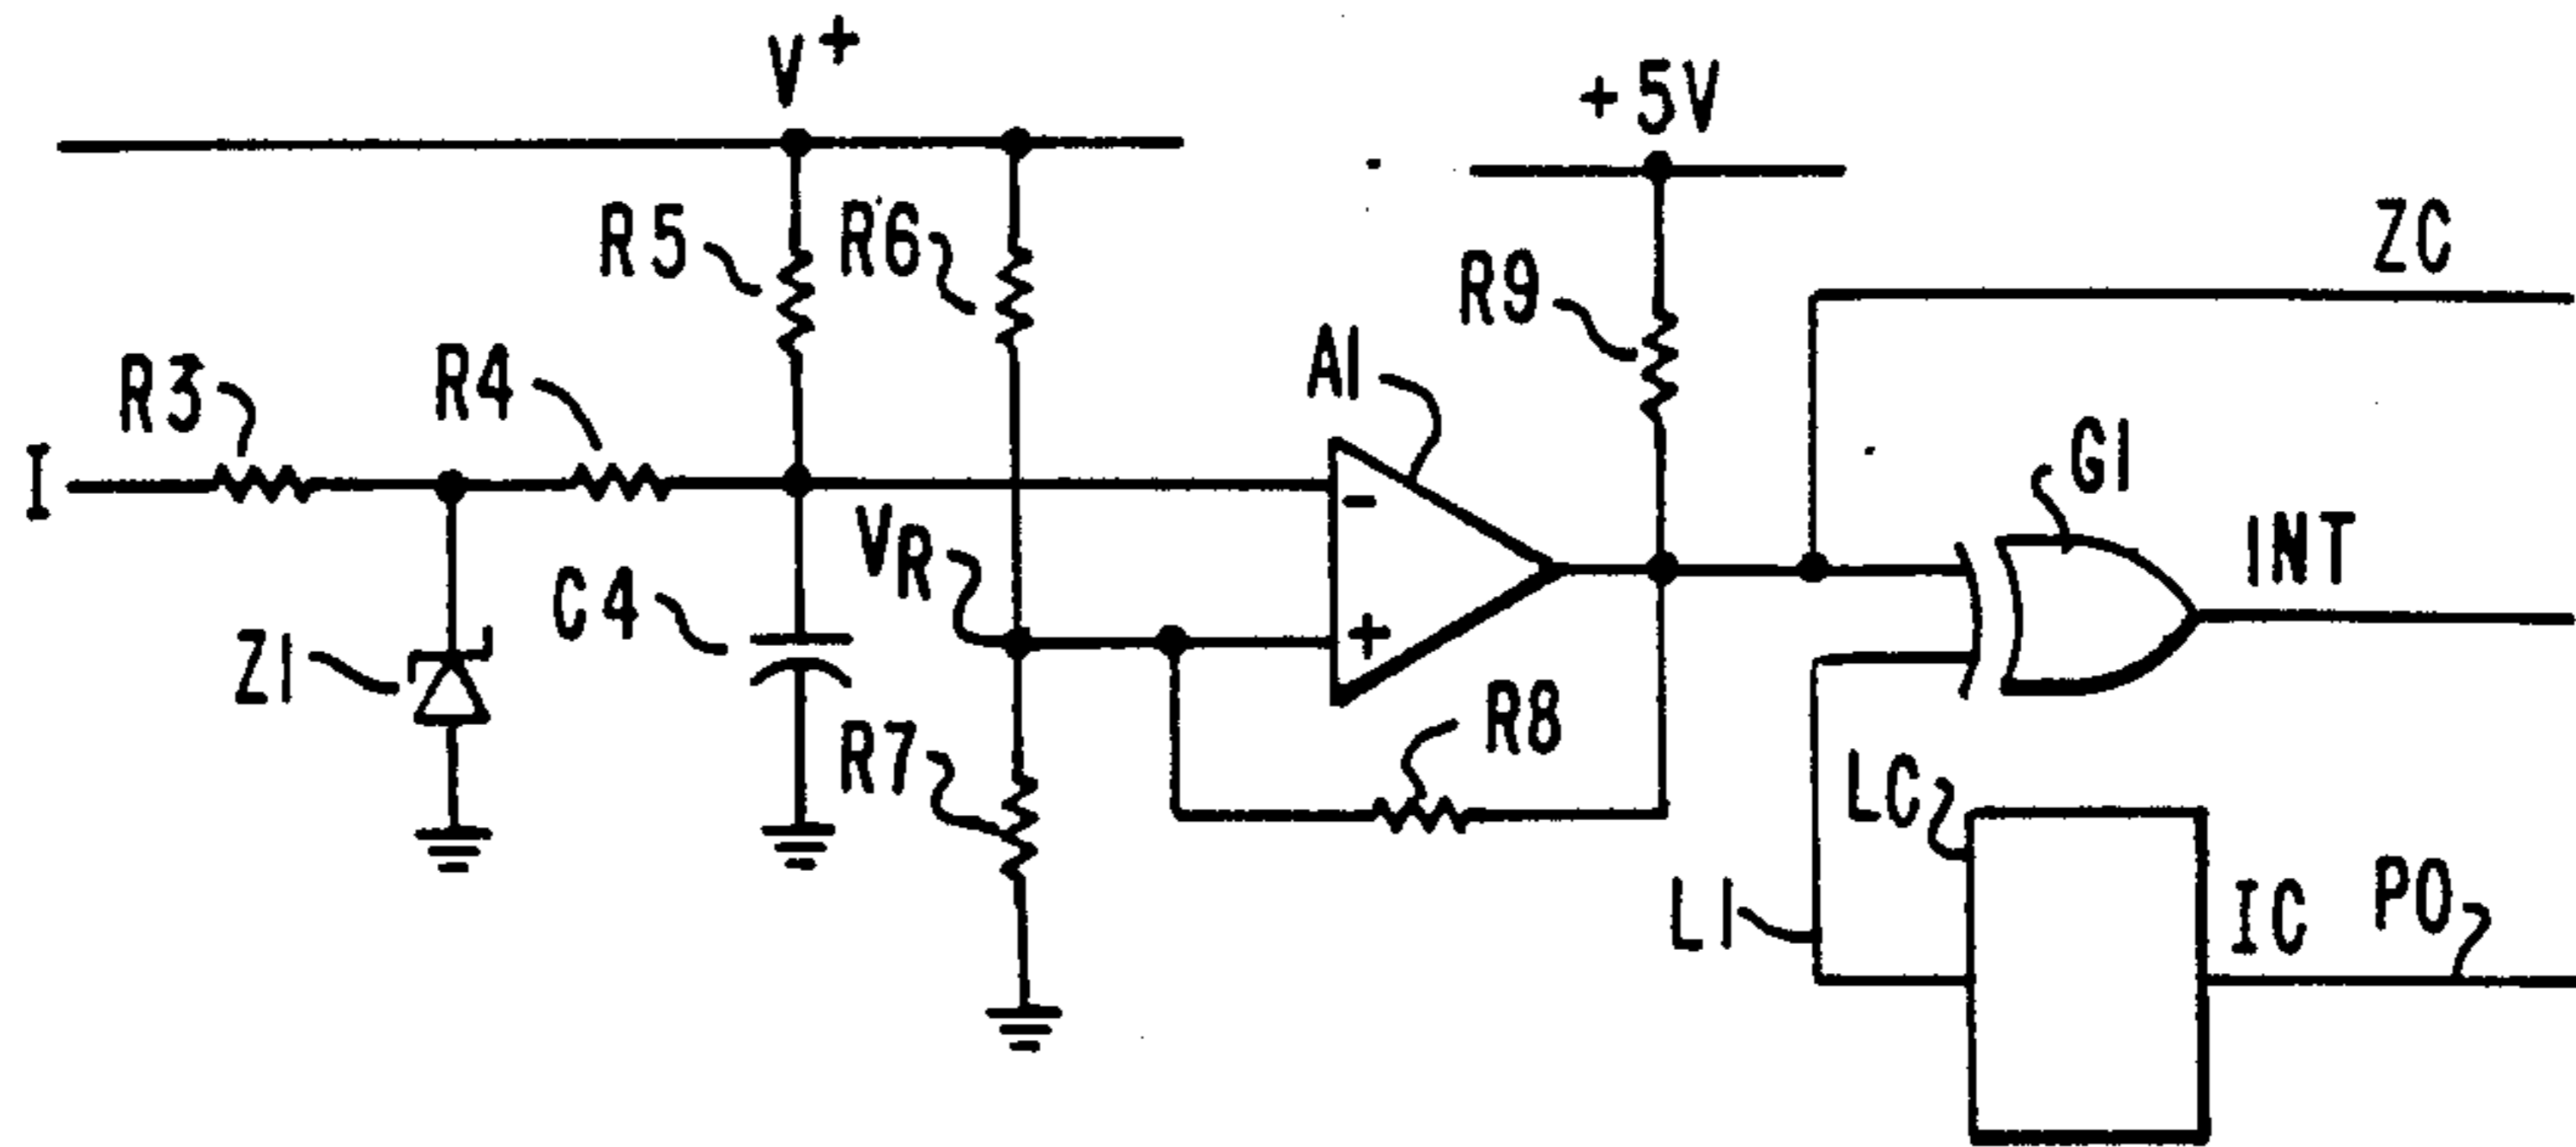 V+
+5V
R5
R6
ZC
R9
R3
R4
A1
I
G1
VR
INT
C4
Z1
R8
R7
LC
L1
IC
PO
-
+